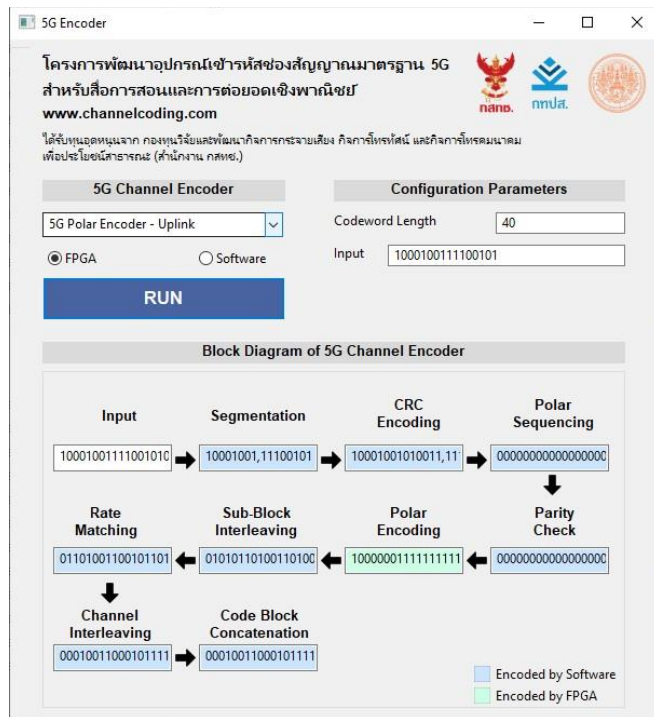 5G Encoder
โครงการพัฒนาอุปกรณ์เข้ารหัสช่องสัญญาณมาตรฐาน 5G
สำหรับสื่อการสอนและการต่อยอดเชิงพาณิชย์
www.channelcoding.com
ได้รับทุนอุดหนุนจาก กองทุนวิจัยและพัฒนากิจการกระจายเสียง กิจการโทรทัศน์ และกิจการโทรคมนาคม
เพื่อประโยชน์สาธารณะ (สำนักงาน กสทช.)
กสทช.
กทปส.
5G Channel Encoder
Configuration Parameters
5G Polar Encoder - Uplink
Codeword Length
40
FPGA
Software
Input
1000100111100101
RUN
Block Diagram of 5G Channel Encoder
Input
Segmentation
CRC
Encoding
Polar
Sequencing
10001001111001010
10001001,11100101
10001001010011,11
00000000000000000
Rate
Matching
Sub-Block
Interleaving
Polar
Encoding
Parity
Check
01101001100101101
01010110100110100
10000001111111111
00000000000000000
Channel
Interleaving
Code Block
Concatenation
00010011000101111
00010011000101111
Encoded by Software
Encoded by FPGA